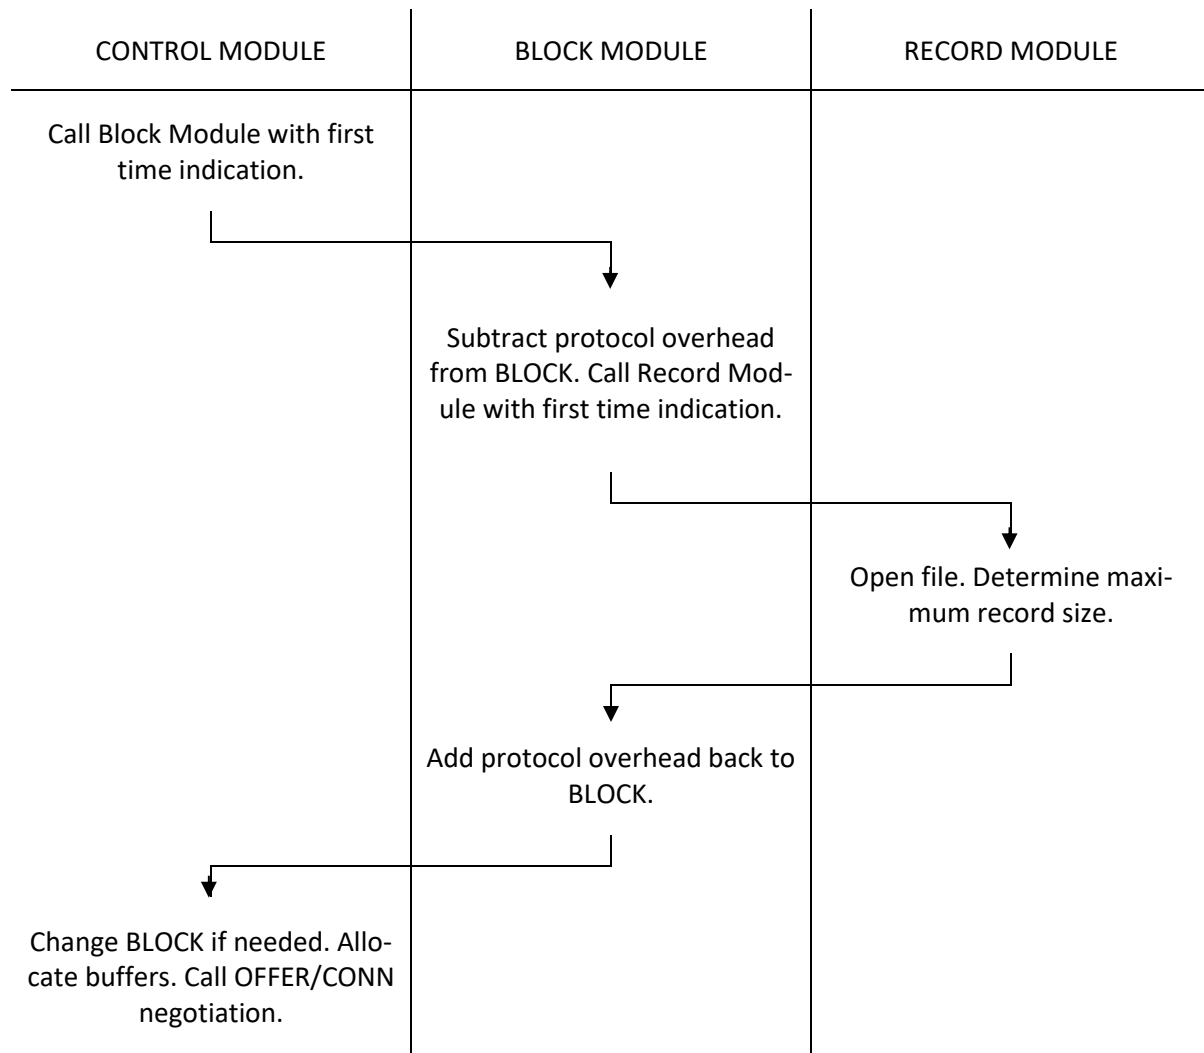 CONTROL MODULE
BLOCK MODULE
RECORD MODULE
Call Block Module with first
time indication.
Subtract protocol overhead
from BLOCK. Call Record Mod-
ule with first time indication.
Open file. Determine maxi-
mum record size.
Add protocol overhead back to
BLOCK.
Change BLOCK if needed. Allo-
cate buffers. Call OFFER/CONN
negotiation.